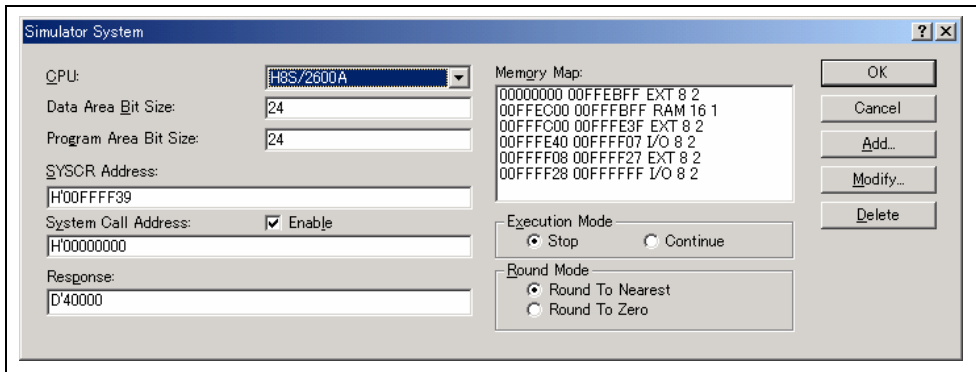 Simulator System
CPU:
H8S/2600A
Data Area Bit Size:
24
Program Area Bit Size:
24
SYSCR Address:
H'00FFFF39
System Call Address:
Enable
H'00000000
Response:
D'40000
Memory Map:
00000000 00FFEBFF EXT 8 2
00FFEC00 00FFFBFF RAM 16 1
00FFFC00 00FFFE3F EXT 8 2
00FFFE40 00FFFF07 I/O 8 2
00FFFF08 00FFFF27 EXT 8 2
00FFFF28 00FFFFFF I/O 8 2
Execution Mode
Stop
Continue
Round Mode
Round To Nearest
Round To Zero
OK
Cancel
Add...
Modify...
Delete